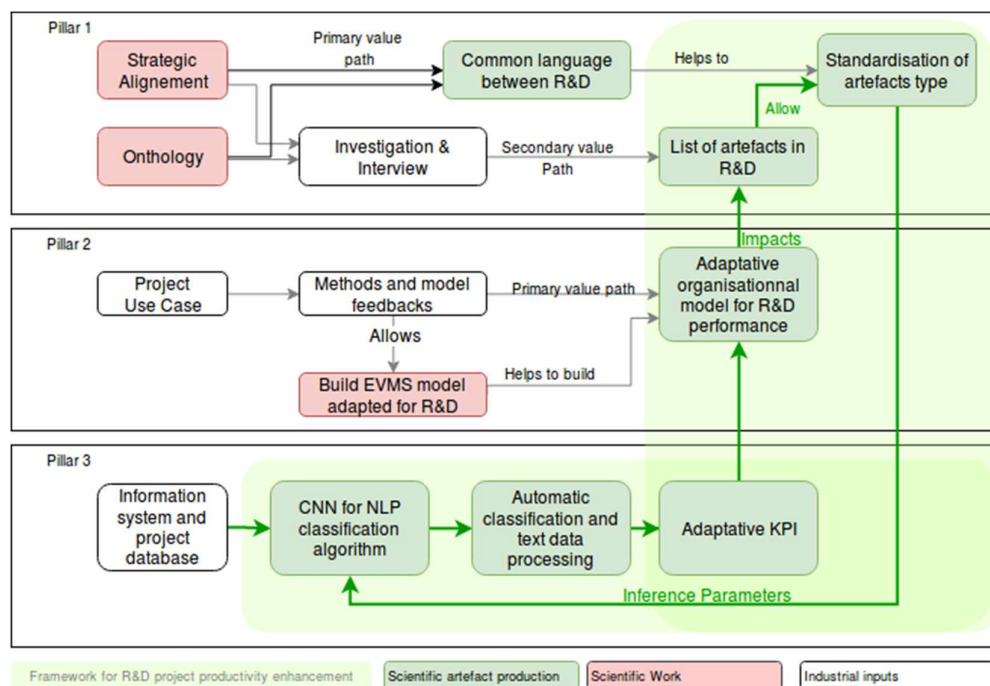 Pillar 1
Strategic
Alignement
Primary value
path
Common language
between R&D
Helps to
Standardisation of
artefacts type
Allow
Onthology
Investigation &
Interview
Secondary value
Path
List of artefacts in
R&D
Pillar 2
Impacts
Project
Use Case
Methods and model
feedbacks
Primary value path
Adaptative
organisationnal
model for R&D
performance
Allows
Build EVMS model
adapted for R&D
Helps to build
Pillar 3
Information
system and
project
database
CNN for NLP
classification
algorithm
Automatic
classification and
text data
processing
Adaptative KPI
Inference Parameters
Framework for R&D project productivity enhancement
Scientific artefact production
Scientific Work
Industrial inputs